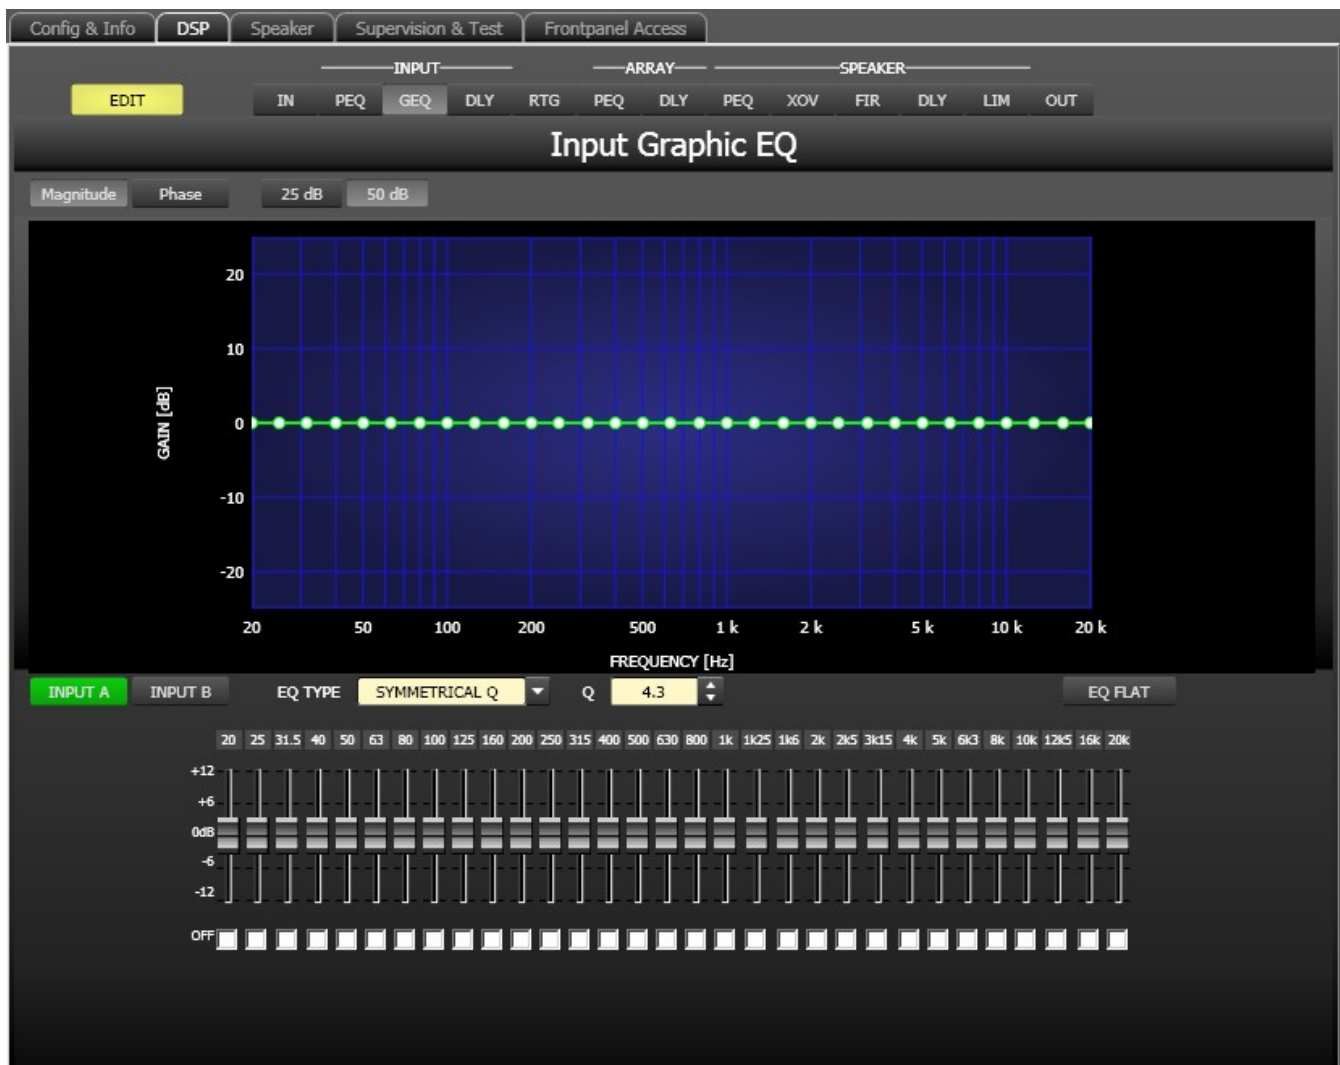 Config & Info DSP Speaker Supervision & Test Frontpanel Access
INPUT ARRAY SPEAKER
EDIT IN PEQ GEQ DLY RTG PEQ DLY PEQ XOV FIR DLY LIM OUT
Input Graphic EQ
Magnitude Phase 25 dB 50 dB
20
10
GAIN [dB]
0
-10
-20
20 50 100 200 500 1 k 2 k 5 k 10 k 20 k
FREQUENCY [Hz]
INPUT A INPUT B EQ TYPE SYMMETRICAL Q Q 4.3 EQ FLAT
20 25 31.5 40 50 63 80 100 125 160 200 250 315 400 500 630 800 1k 1k25 1k6 2k 2k5 3k15 4k 5k 6k3 8k 10k 12k5 16k 20k
+12
+6
0dB
-6
-12
OFF